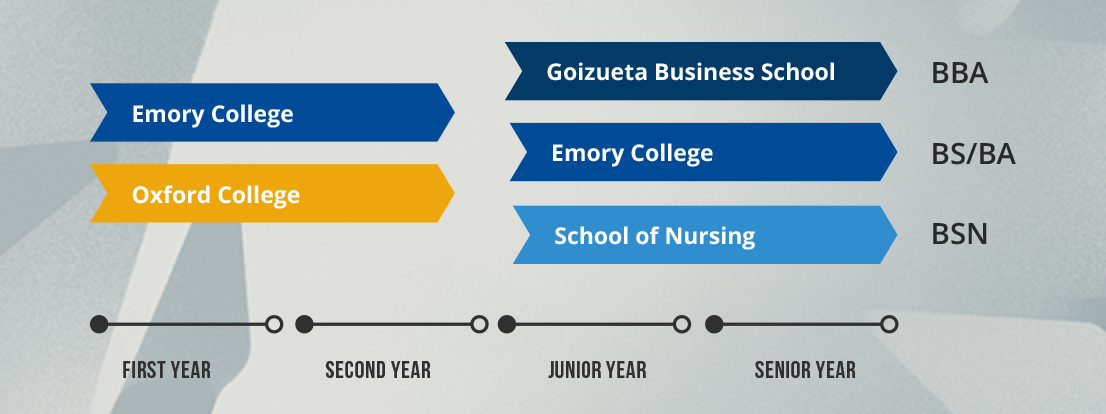 Emory College
Oxford College
Goizueta Business School BBA
Emory College BS/BA
School of Nursing BSN
FIRST YEAR SECOND YEAR JUNIOR YEAR SENIOR YEAR